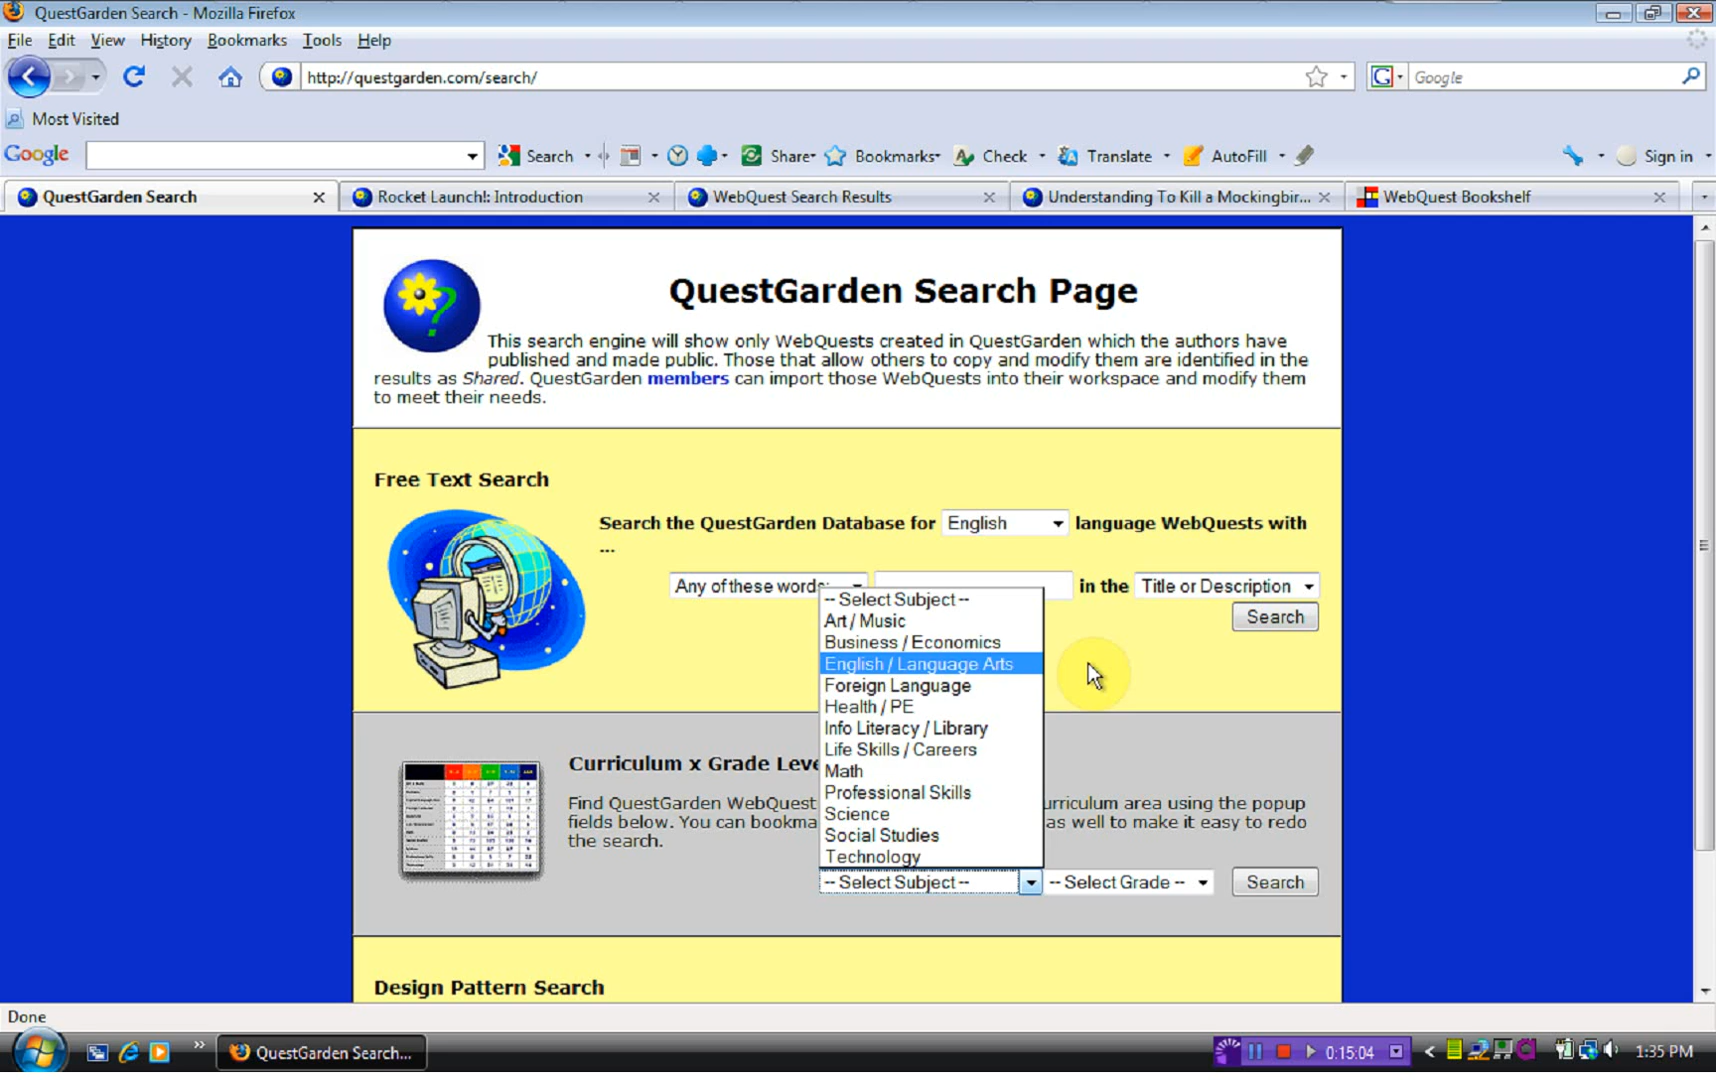 QuestGarden Search - Mozilla Firefox
File Edit View History Bookmarks Tools Help
http://questgarden.com/search/
Google
Most Visited
Google Search Share Bookmarks Check Translate AutoFill Sign in
QuestGarden Search
Rocket Launch!: Introduction
WebQuest Search Results
Understanding To Kill a Mockingbir...
WebQuest Bookshelf
QuestGarden Search Page
This search engine will show only WebQuests created in QuestGarden which the authors have
published and made public. Those that allow others to copy and modify them are identified in the
results as Shared. QuestGarden members can import those WebQuests into their workspace and modify them
to meet their needs.
Free Text Search
Search the QuestGarden Database for English language WebQuests with
...
Any of these words: in the Title or Description
Search
-- Select Subject --
Art / Music
Business / Economics
English / Language Arts
Foreign Language
Health / PE
Info Literacy / Library
Life Skills / Careers
Math
Professional Skills
Science
Social Studies
Technology
Curriculum x Grade Leve
Find QuestGarden WebQuest urriculum area using the popup
fields below. You can bookma as well to make it easy to redo
the search.
-- Select Subject -- -- Select Grade -- Search
Design Pattern Search
Done
QuestGarden Search...
0:15:04
1:35 PM